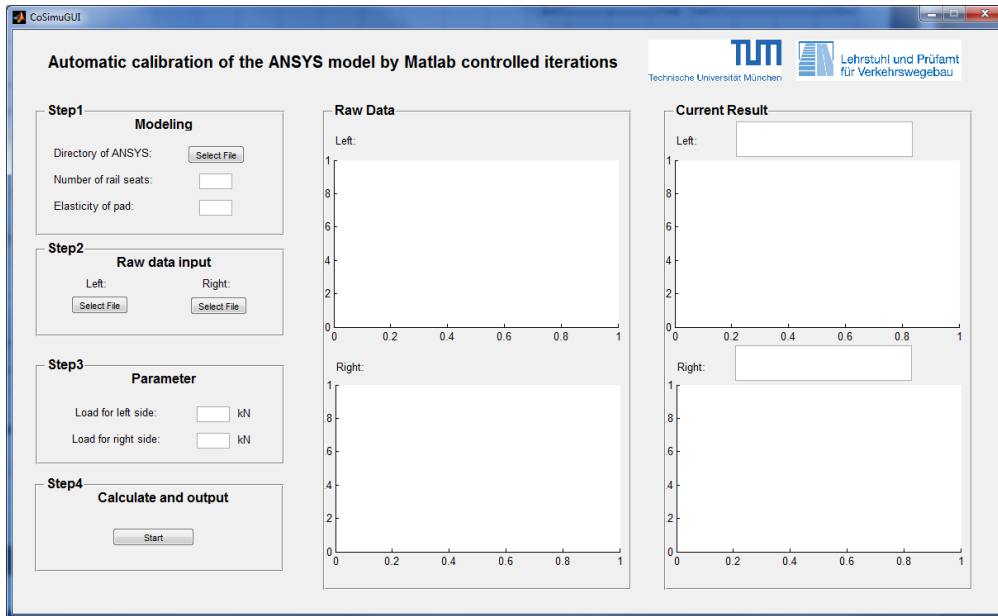 CoSimuGUI
Automatic calibration of the ANSYS model by Matlab controlled iterations
TUM
Technische Universität München
Lehrstuhl und Prüfamt
für Verkehrswegebau
Step1
Modeling
Directory of ANSYS:
Select File
Number of rail seats:
Elasticity of pad:
Step2
Raw data input
Left:
Right:
Select File
Select File
Step3
Parameter
Load for left side:
kN
Load for right side:
kN
Step4
Calculate and output
Start
Raw Data
Left:
1
.8
.6
.4
.2
0
0 0.2 0.4 0.6 0.8 1
Right:
1
.8
.6
.4
.2
0
0 0.2 0.4 0.6 0.8 1
Current Result
Left:
1
8
6
4
2
0
0 0.2 0.4 0.6 0.8 1
Right:
1
.8
.6
.4
.2
0
0 0.2 0.4 0.6 0.8 1